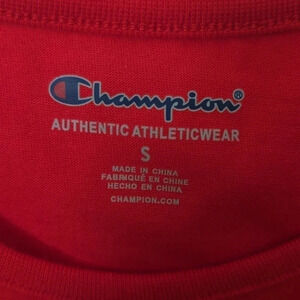 Champion
AUTHENTIC ATHLETICWEAR
S
MADE IN CHINA
FABRIQUÉ EN CHINE
HECHO EN CHINA
CHAMPION.COM